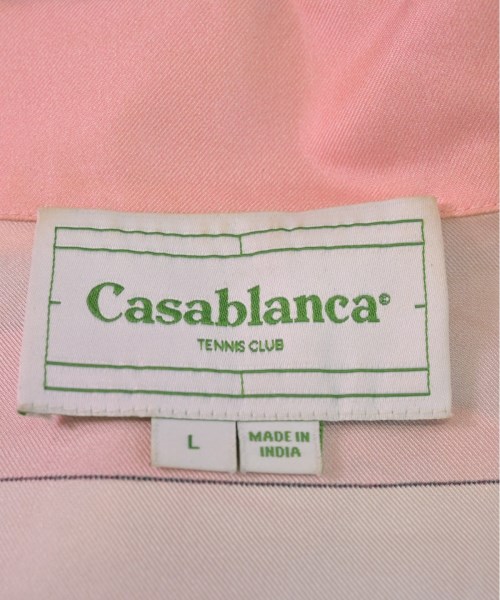 Casablanca®
TENNIS CLUB
L
MADE IN
INDIA